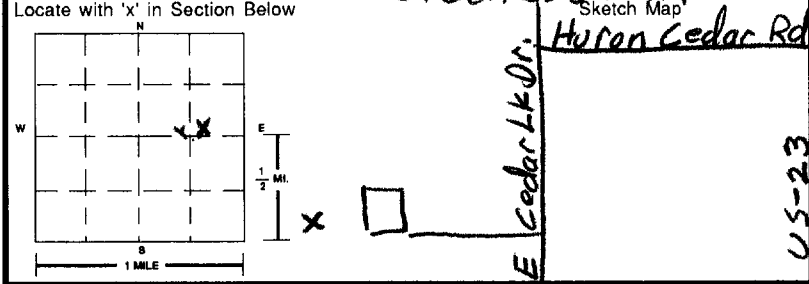 Locate with 'x' in Section Below
Sketch Map
N
Huron Cedar Rd
W
x x
E
1/2 MI.
x
E Cedar Lk Dr.
US-23
S
1 MILE